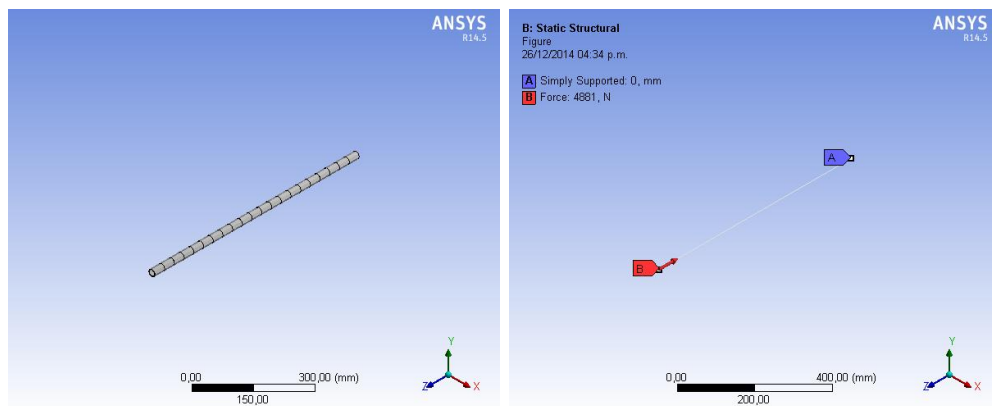 ANSYS
R14.5
Y
Z
X
0,00
300,00 (mm)
150,00
B: Static Structural
Figure
26/12/2014 04:34 p.m.
A Simply Supported: 0, mm
B Force: 4881, N
ANSYS
R14.5
A
B
Y
Z
X
0,00
400,00 (mm)
200,00